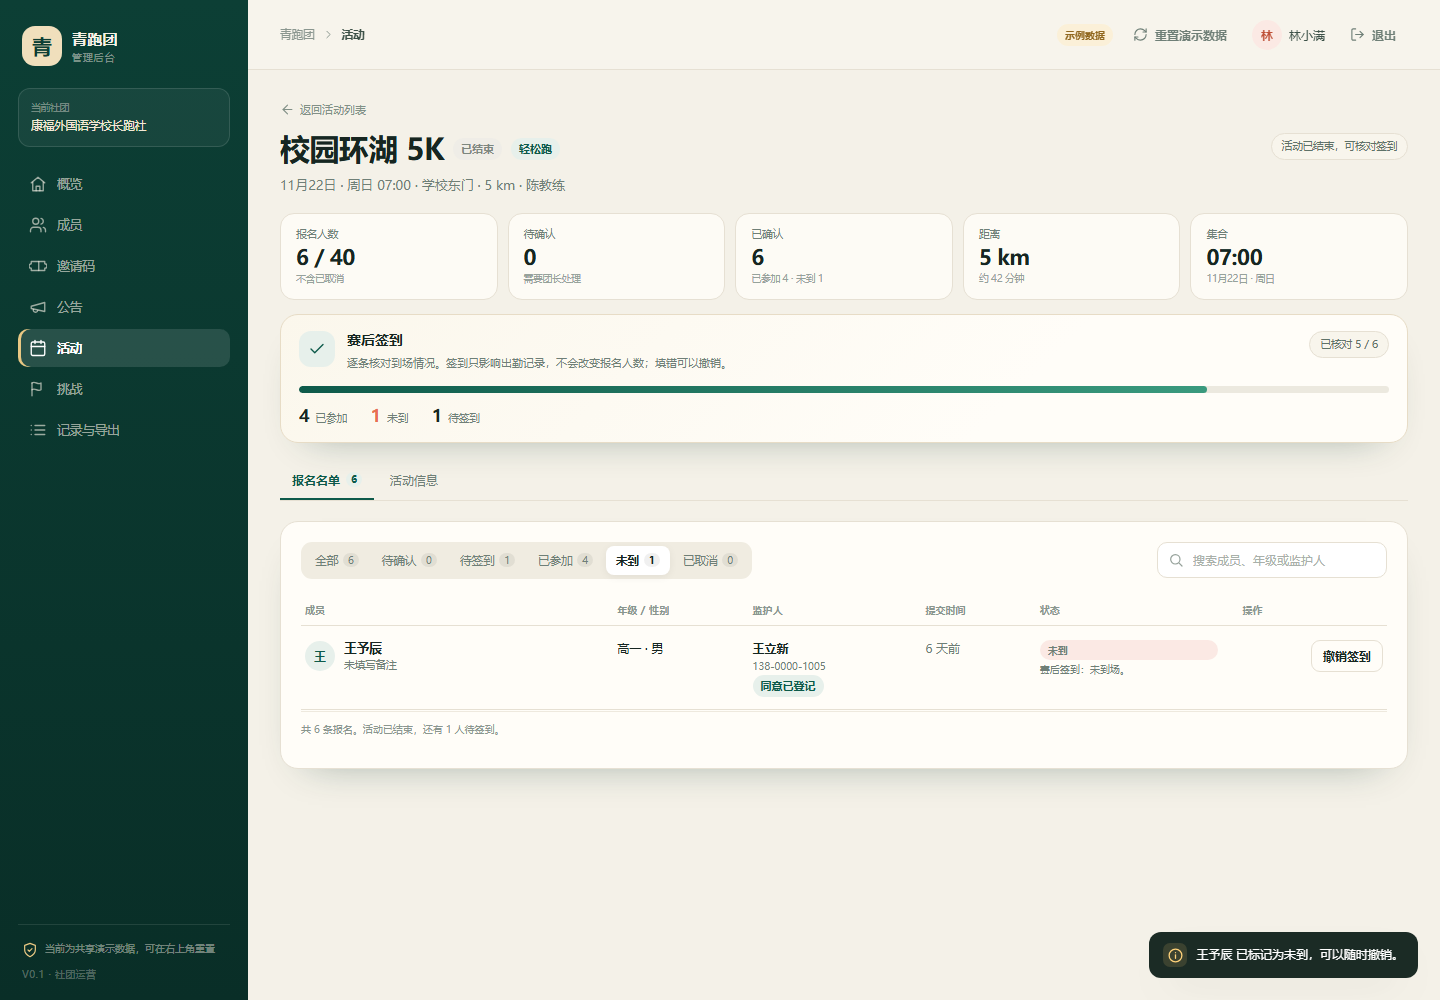 青
青跑团
管理后台
当前社团
康福外国语学校长跑社
概览
成员
邀请码
公告
活动
挑战
记录与导出
当前为共享演示数据，可在右上角重置
V0.1 · 社团运营
青跑团 > 活动
示例数据
重置演示数据
林 林小满
退出
返回活动列表
校园环湖 5K 已结束 轻松跑
活动已结束，可核对签到
11月22日 · 周日 07:00 · 学校东门 · 5 km · 陈教练
报名人数
6 / 40
不含已取消
待确认
0
需要团长处理
已确认
6
已参加 4 · 未到 1
距离
5 km
约 42 分钟
集合
07:00
11月22日 · 周日
赛后签到
逐条核对到场情况。签到只影响出勤记录，不会改变报名人数；填错可以撤销。
已核对 5 / 6
4 已参加 1 未到 1 待签到
报名名单 6 活动信息
全部 6 待确认 0 待签到 1 已参加 4 未到 1 已取消 0
搜索成员、年级或监护人
成员 年级 / 性别 监护人 提交时间 状态 操作
王
王予辰
未填写备注
高一 · 男
王立新
138-0000-1005
同意已登记
6 天前
未到
赛后签到：未到场。
撤销签到
共 6 条报名。活动已结束，还有 1 人待签到。
王予辰 已标记为未到，可以随时撤销。